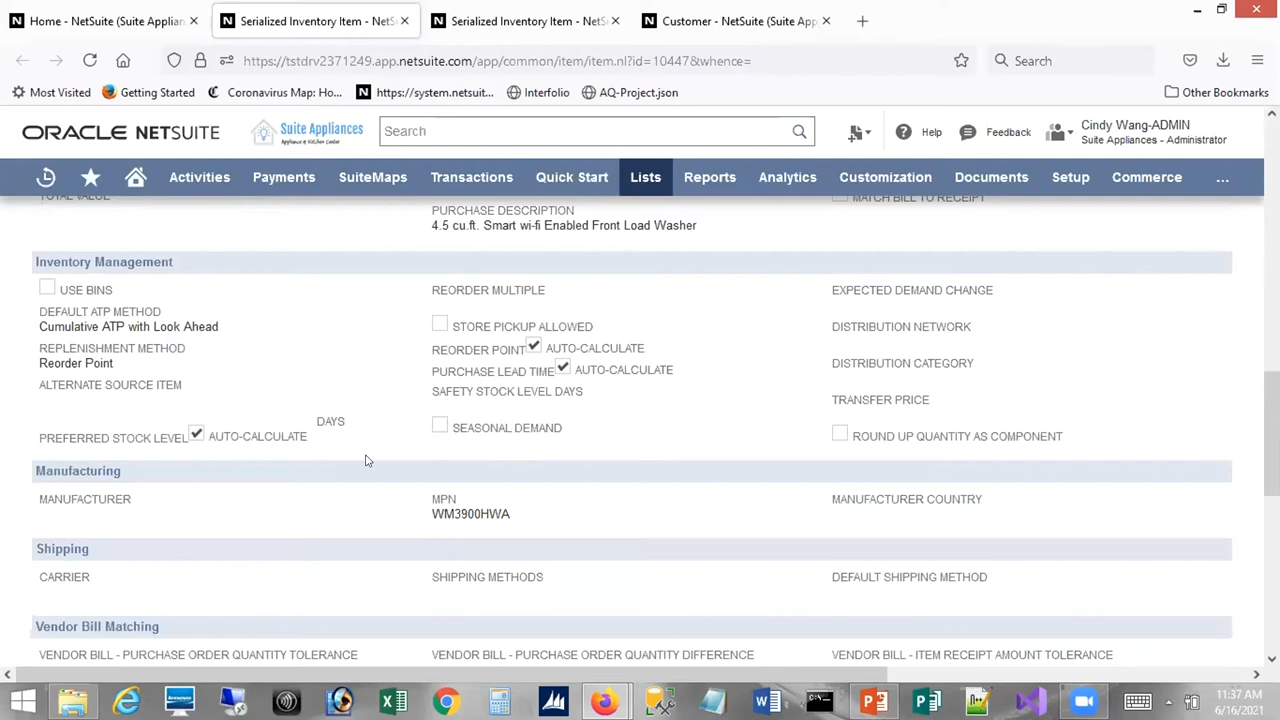 Home - NetSuite (Suite Applian
Serialized Inventory Item - NetS
Serialized Inventory Item - NetS
Customer - NetSuite (Suite App
https://tstdrv2371249.app.netsuite.com/app/common/item/item.nl?id=10447&whence=
Search
Most Visited
Getting Started
Coronavirus Map: Ho...
https://system.netsuit...
Interfolio
AQ-Project.json
Other Bookmarks
ORACLE NETSUITE
Suite Appliances
Appliance & Kitchen Center
Search
Help
Feedback
Cindy Wang-ADMIN
Suite Appliances - Administrator
Activities
Payments
SuiteMaps
Transactions
Quick Start
Lists
Reports
Analytics
Customization
Documents
Setup
Commerce
...
TOTAL VALUE
MATCH BILL TO RECEIPT
PURCHASE DESCRIPTION
4.5 cu.ft. Smart wi-fi Enabled Front Load Washer
Inventory Management
USE BINS
REORDER MULTIPLE
EXPECTED DEMAND CHANGE
DEFAULT ATP METHOD
Cumulative ATP with Look Ahead
STORE PICKUP ALLOWED
DISTRIBUTION NETWORK
REPLENISHMENT METHOD
Reorder Point
REORDER POINT AUTO-CALCULATE
DISTRIBUTION CATEGORY
PURCHASE LEAD TIME AUTO-CALCULATE
ALTERNATE SOURCE ITEM
SAFETY STOCK LEVEL DAYS
TRANSFER PRICE
DAYS
PREFERRED STOCK LEVEL AUTO-CALCULATE
SEASONAL DEMAND
ROUND UP QUANTITY AS COMPONENT
Manufacturing
MANUFACTURER
MPN
WM3900HWA
MANUFACTURER COUNTRY
Shipping
CARRIER
SHIPPING METHODS
DEFAULT SHIPPING METHOD
Vendor Bill Matching
VENDOR BILL - PURCHASE ORDER QUANTITY TOLERANCE
VENDOR BILL - PURCHASE ORDER QUANTITY DIFFERENCE
VENDOR BILL - ITEM RECEIPT AMOUNT TOLERANCE
11:37 AM
6/16/2021